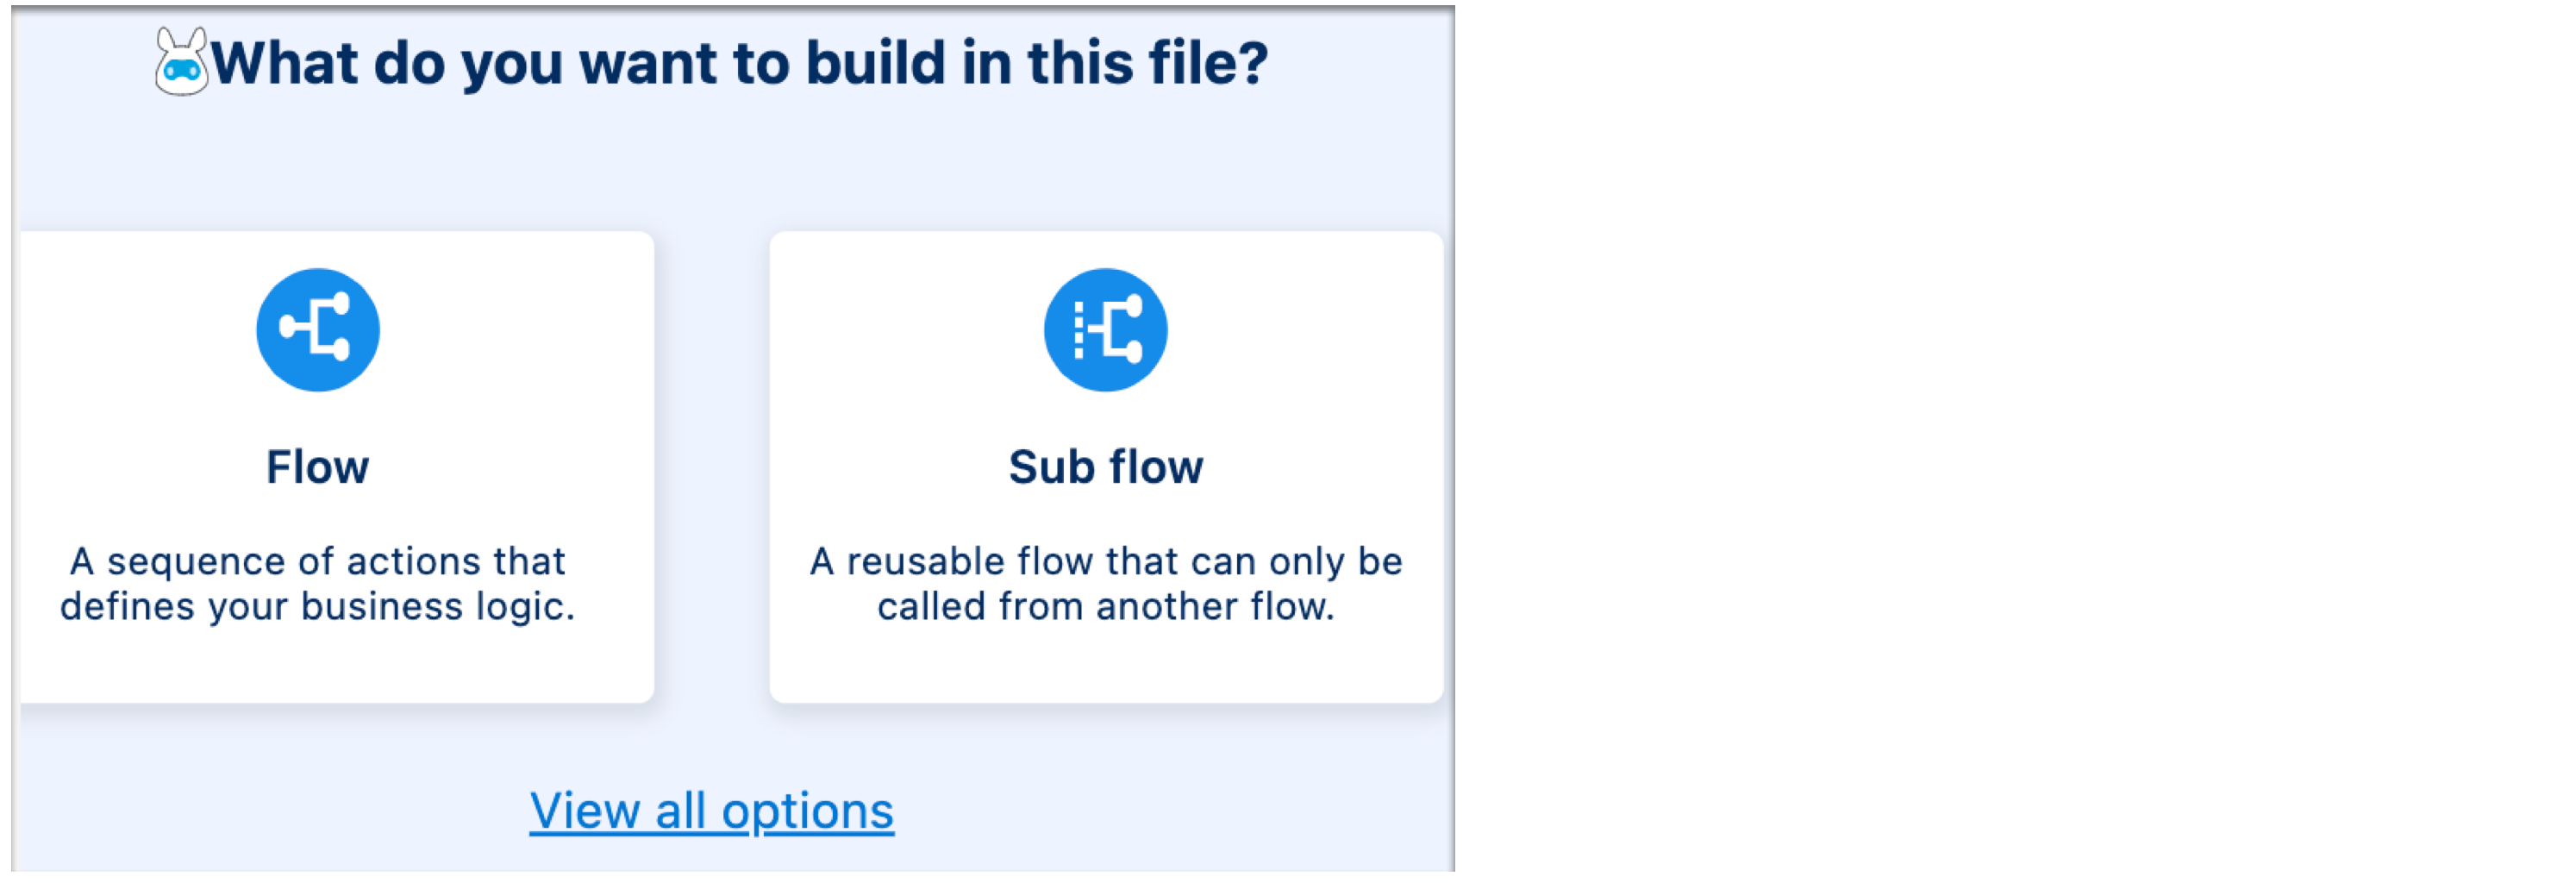 What do you want to build in this file?
Flow
A sequence of actions that
defines your business logic.
Sub flow
A reusable flow that can only be
called from another flow.
View all options